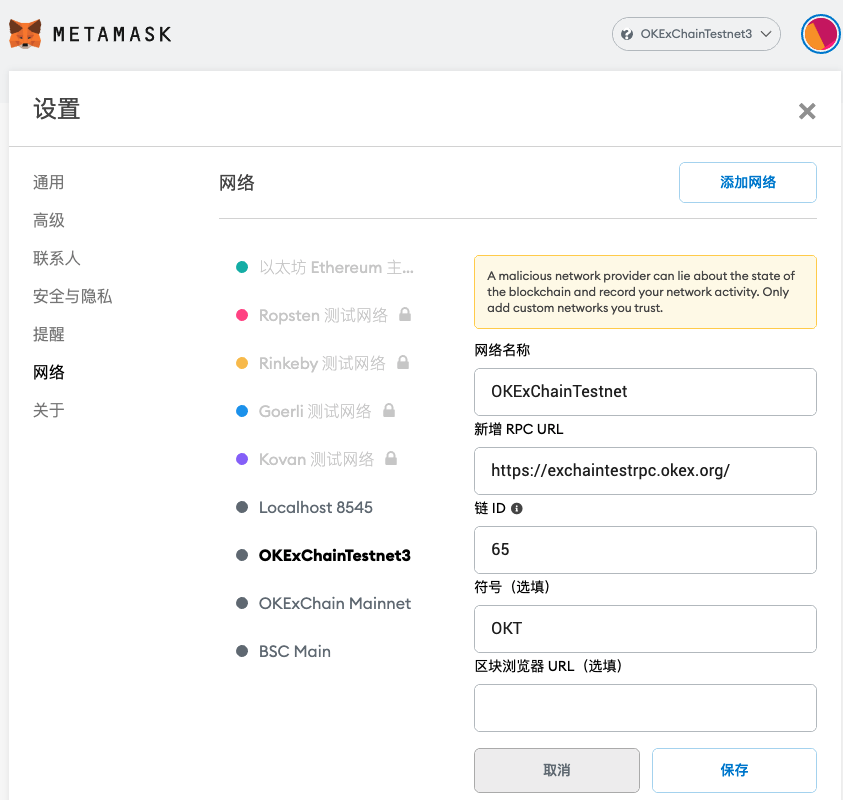 METAMASK
OKExChainTestnet3
设置
通用
高级
联系人
安全与隐私
提醒
网络
关于
网络
添加网络
以太坊 Ethereum 主...
Ropsten 测试网络
Rinkeby 测试网络
Goerli 测试网络
Kovan 测试网络
Localhost 8545
OKExChainTestnet3
OKExChain Mainnet
BSC Main
A malicious network provider can lie about the state of
the blockchain and record your network activity. Only
add custom networks you trust.
网络名称
OKExChainTestnet
新增 RPC URL
https://exchaintestrpc.okex.org/
链 ID
65
符号（选填）
OKT
区块浏览器 URL（选填）
取消
保存